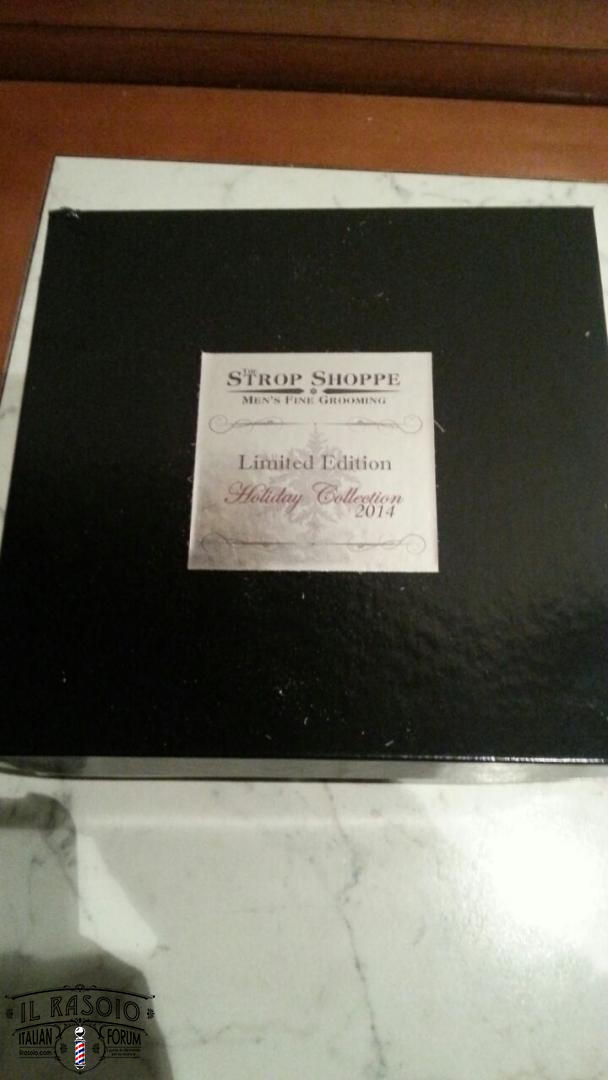 THE
STROP SHOPPE
MEN'S FINE GROOMING
Limited Edition
Holiday Collection
2014
IL RASOIO
ITALIAN FORUM
ilrasoio.com